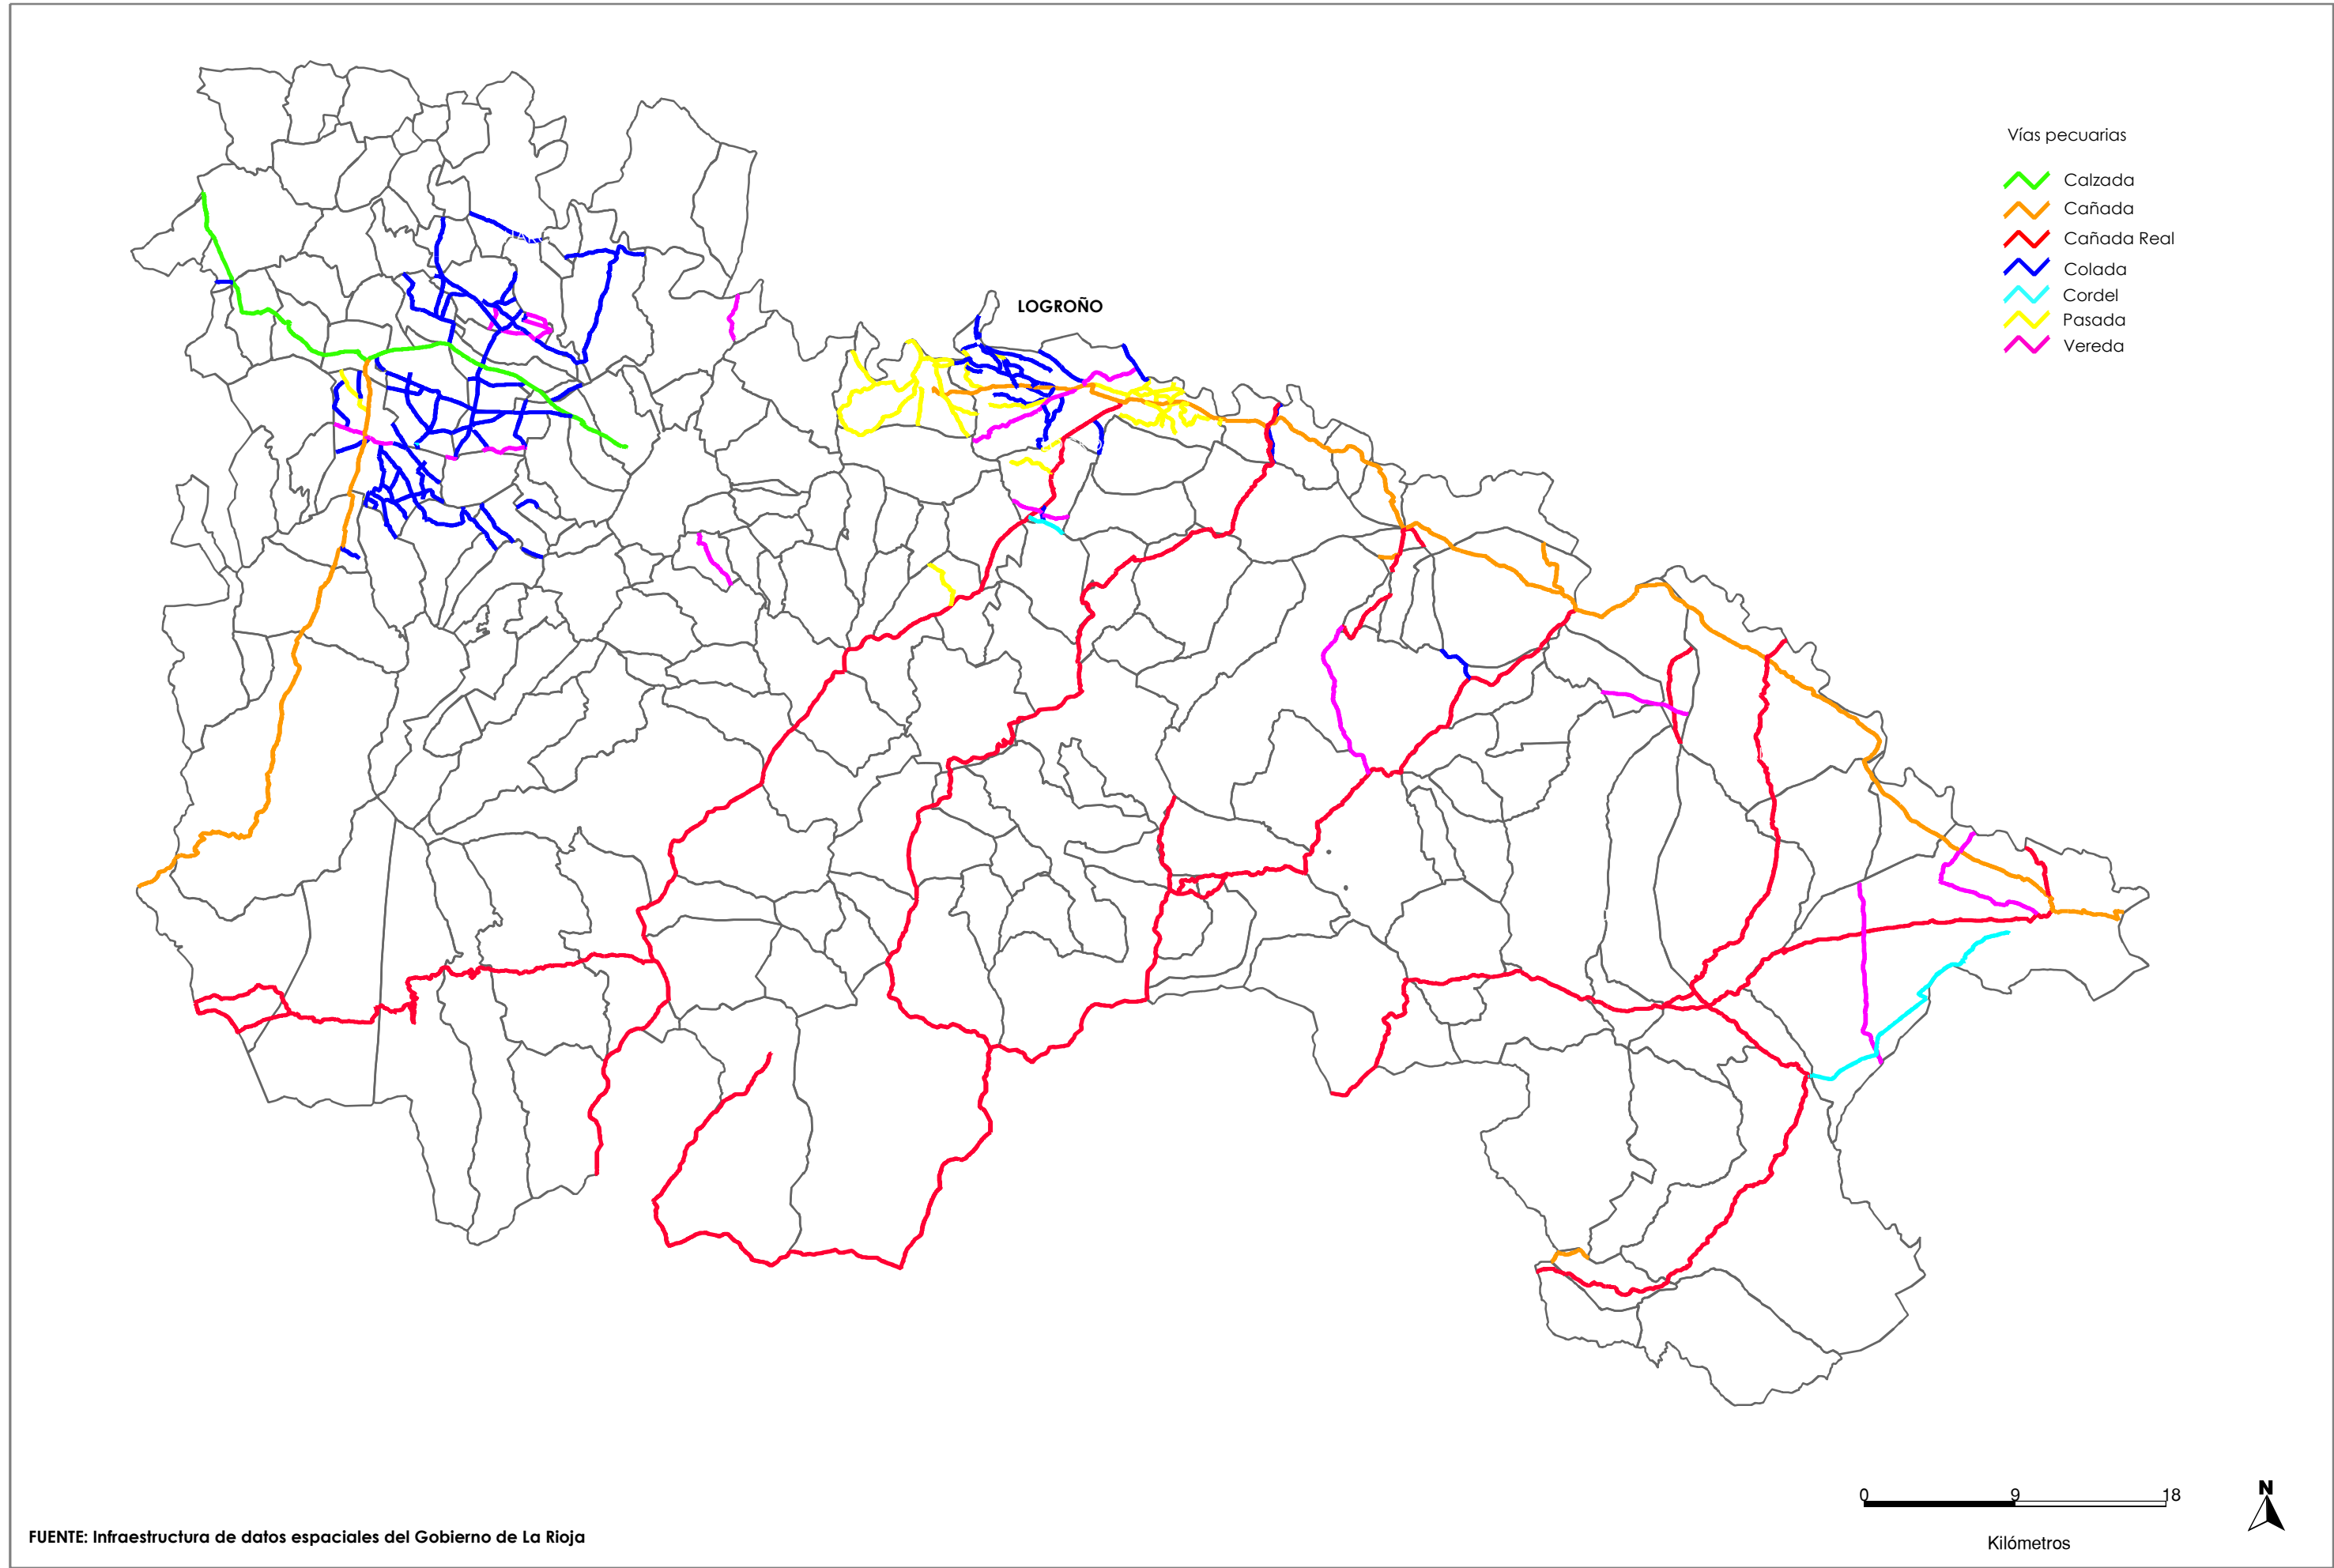 Vías pecuarias
Calzada
Cañada
Cañada Real
Colada
Cordel
Pasada
Vereda
LOGROÑO
0 9 18
Kilómetros
N
FUENTE: Infraestructura de datos espaciales del Gobierno de La Rioja